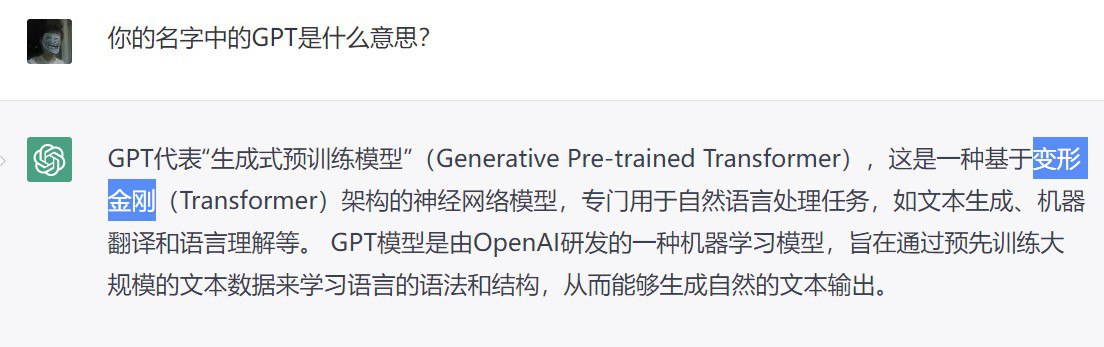 你的名字中的GPT是什么意思?
GPT代表“生成式预训练模型”（Generative Pre-trained Transformer），这是一种基于变形
金刚（Transformer）架构的神经网络模型，专门用于自然语言处理任务，如文本生成、机器
翻译和语言理解等。 GPT模型是由OpenAI研发的一种机器学习模型，旨在通过预先训练大
规模的文本数据来学习语言的语法和结构，从而能够生成自然的文本输出。